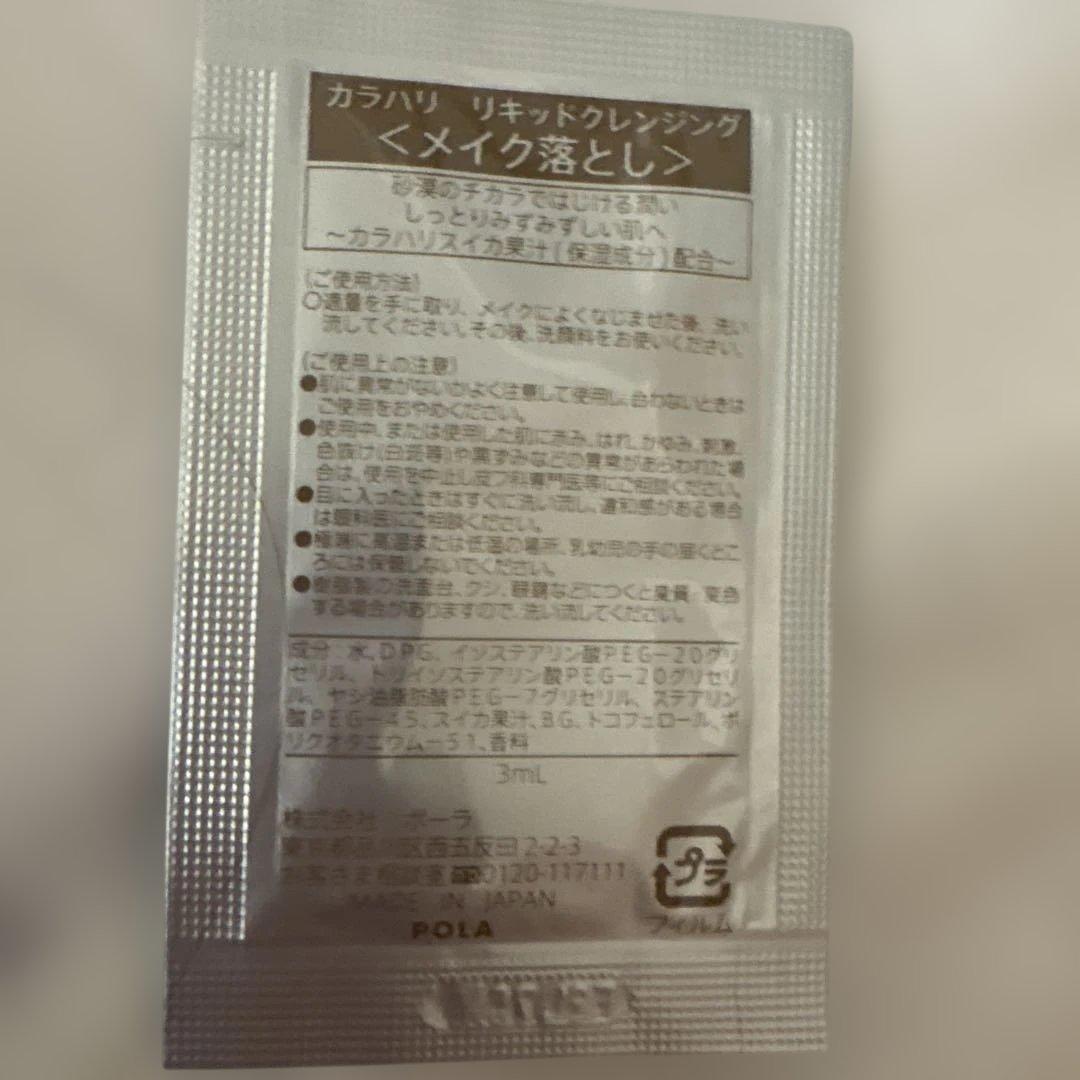 カラハリ　リキッドクレンジング
＜メイク落とし＞
砂漠のチカラではじける潤い
しっとりみずみずしい肌へ
～カラハリスイカ果汁(保湿成分)配合～
(ご使用方法)
○適量を手に取り、メイクによくなじませた後、洗い
流してください。その後、洗顔料をお使いください。
(ご使用上の注意)
●肌に異常がないかよく注意して使用し、合わないときは
ご使用をおやめください。
●使用中、または使用した肌に赤み、はれ、かゆみ、刺激、
色抜け(白斑等)や黒ずみなどの異常があらわれた場
合は、使用を中止し皮フ科専門医等にご相談ください。
●目に入ったときはすぐに洗い流し、違和感がある場合
は眼科医にご相談ください。
●極端に高温または低温の場所、乳幼児の手の届くとこ
ろには保管しないでください。
●樹脂製の洗面台、クシ、眼鏡などにつくと変質・変色
する場合がありますので、洗い流してください。
成分 水、DPG、イソステアリン酸PEG－20グリ
セリル、トリイソステアリン酸PEG－20グリセリ
ル、ヤシ油脂肪酸PEG－7グリセリル、ステアリン
酸PEG－45、スイカ果汁、BG、トコフェロール、ポ
リクオタニウム－51、香料
3mL
株式会社　ポーラ
東京都品川区西五反田2-2-3
お客さま相談室 0120-117111
MADE IN JAPAN
POLA
プラ
フィルム